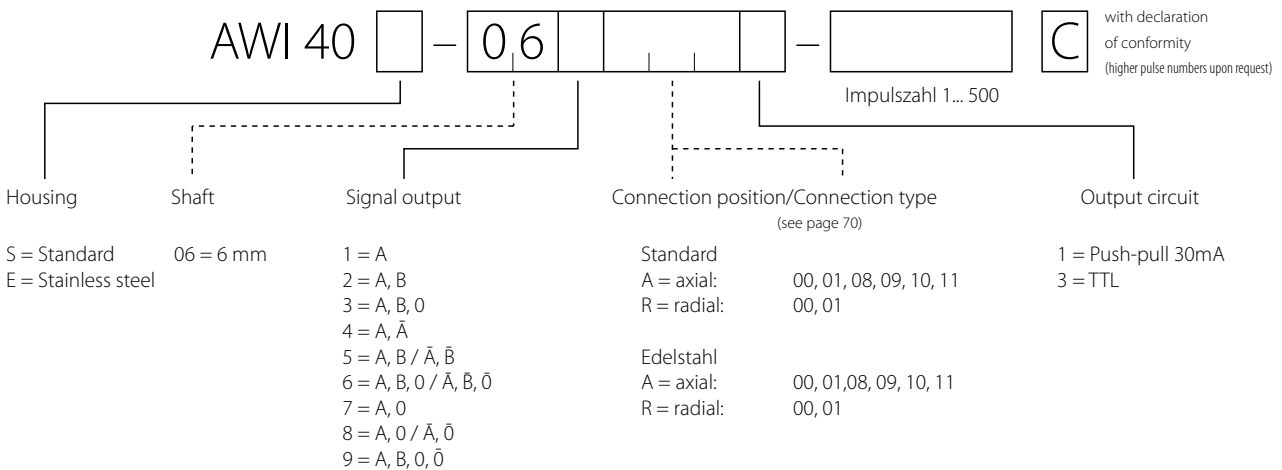 AWI 40 – 0 6 – C
with declaration
of conformity
(higher pulse numbers upon request)
Impulszahl 1... 500
Housing
S = Standard
E = Stainless steel
Shaft
06 = 6 mm
Signal output
1 = A
2 = A, B
3 = A, B, 0
4 = A, Ā
5 = A, B / Ā, B̄
6 = A, B, 0 / Ā, B̄, 0̄
7 = A, 0
8 = A, 0 / Ā, 0̄
9 = A, B, 0, 0̄
Connection position/Connection type
(see page 70)
Standard
A = axial: 00, 01, 08, 09, 10, 11
R = radial: 00, 01
Edelstahl
A = axial: 00, 01,08, 09, 10, 11
R = radial: 00, 01
Output circuit
1 = Push-pull 30mA
3 = TTL